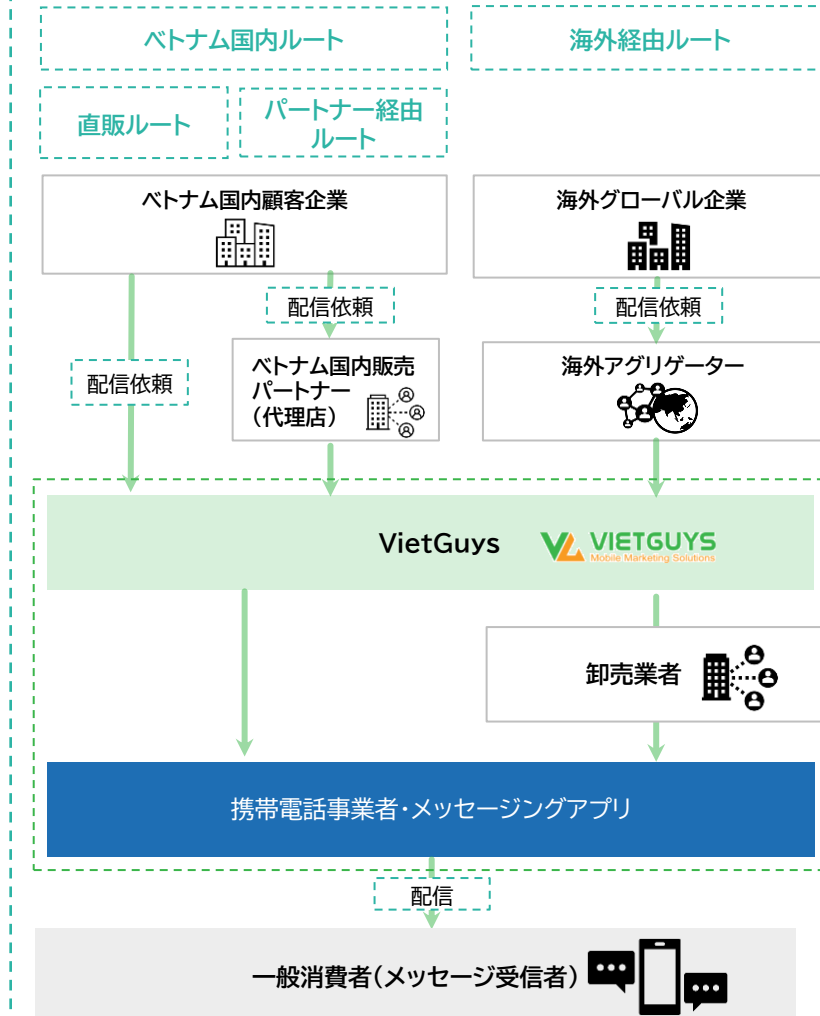 ベトナム国内ルート
海外経由ルート
直販ルート
パートナー経由
ルート
ベトナム国内顧客企業
海外グローバル企業
配信依頼
配信依頼
配信依頼
ベトナム国内販売
パートナー
（代理店）
海外アグリゲーター
VietGuys
VIETGUYS
Mobile Marketing Solutions
卸売業者
携帯電話事業者・メッセージングアプリ
配信
一般消費者（メッセージ受信者）